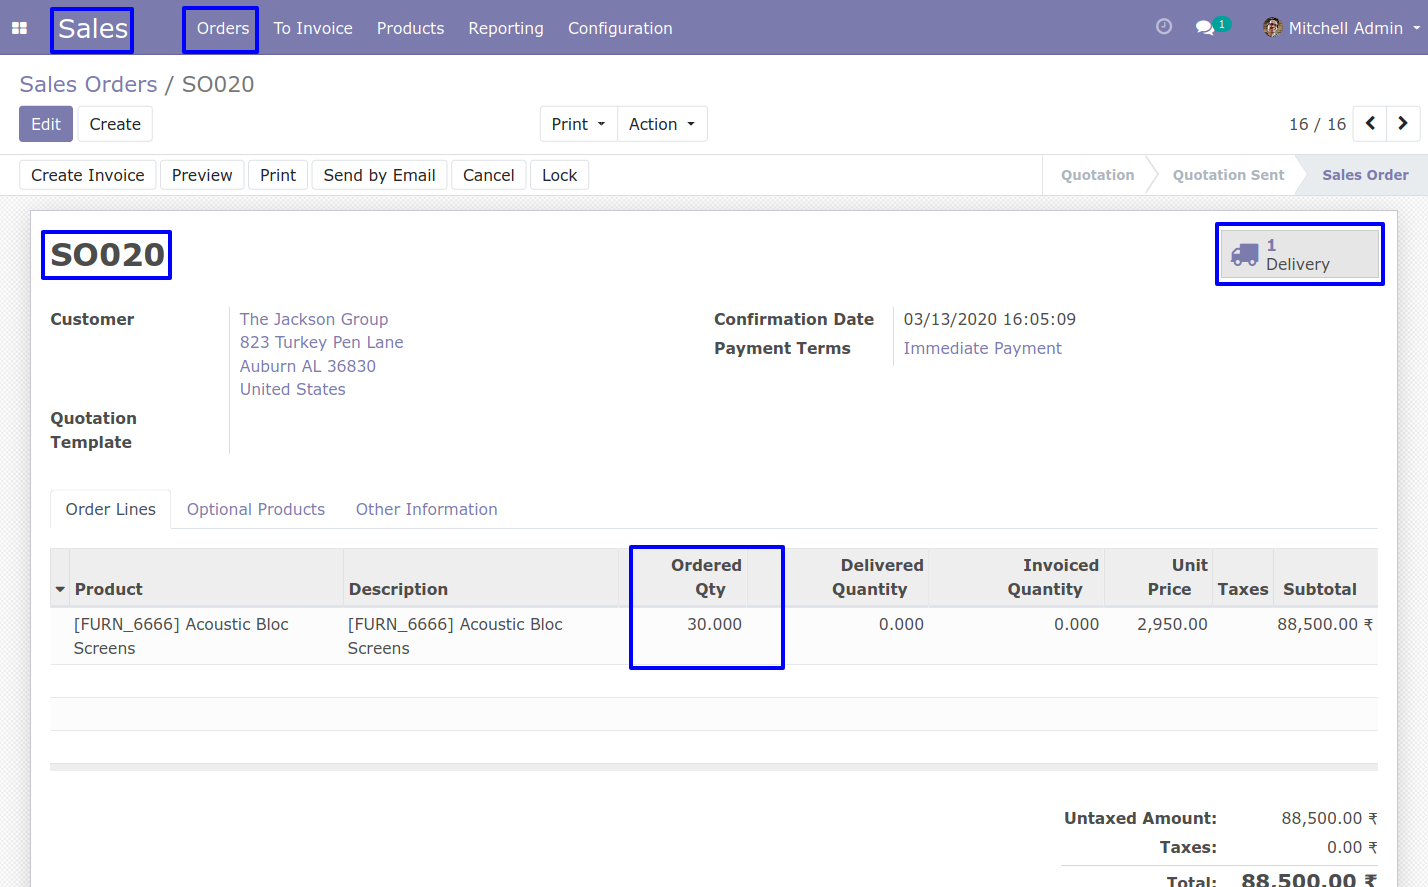 Sales Orders To Invoice Products Reporting Configuration 1 Mitchell Admin
Sales Orders / SO020
Edit Create Print Action 16 / 16
Create Invoice Preview Print Send by Email Cancel Lock Quotation Quotation Sent Sales Order
SO020
1
Delivery
Customer The Jackson Group
823 Turkey Pen Lane
Auburn AL 36830
United States
Confirmation Date 03/13/2020 16:05:09
Payment Terms Immediate Payment
Quotation
Template
Order Lines Optional Products Other Information
Ordered Delivered Invoiced Unit
Product Description Qty Quantity Quantity Price Taxes Subtotal
[FURN_6666] Acoustic Bloc [FURN_6666] Acoustic Bloc 30.000 0.000 0.000 2,950.00 88,500.00 ₹
Screens Screens
Untaxed Amount: 88,500.00 ₹
Taxes: 0.00 ₹
Total: 88,500.00 ₹